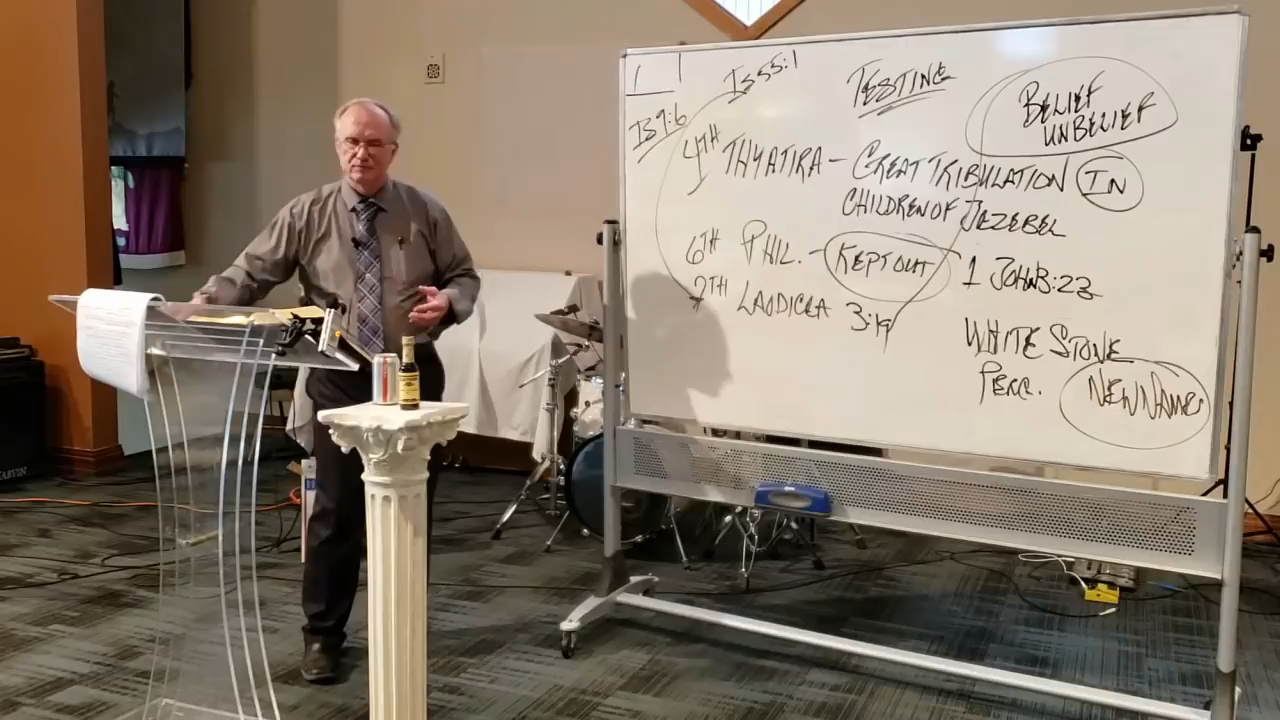 Is 55:1
TESTING
BELIEF
UNBELIEF
Is 9:6
4TH THYATIRA - GREAT TRIBULATION IN
CHILDREN OF JEZEBEL
6TH PHIL. - KEPT OUT
1 JOHN 3:23
7TH LAODICEA 3:19
WHITE STONE
PERG.
NEW NAME